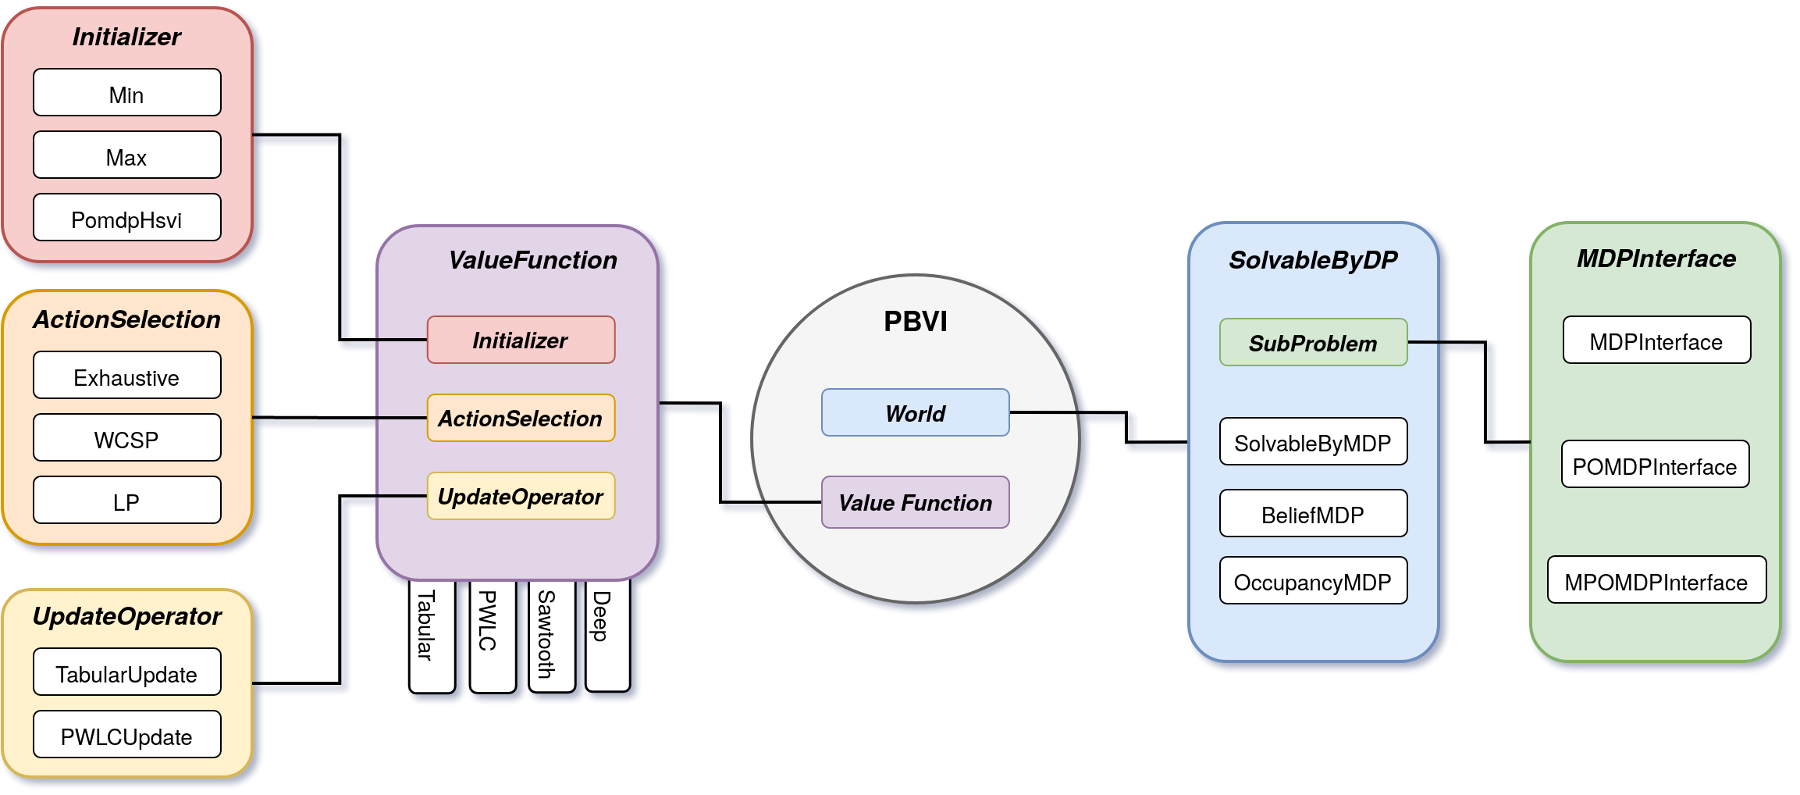 Initializer
Min
Max
PomdpHsvi
ActionSelection
Exhaustive
WCSP
LP
UpdateOperator
TabularUpdate
PWLCUpdate
ValueFunction
Initializer
ActionSelection
UpdateOperator
Tabular
PWLC
Sawtooth
Deep
PBVI
World
Value Function
SolvableByDP
SubProblem
SolvableByMDP
BeliefMDP
OccupancyMDP
MDPInterface
MDPInterface
POMDPInterface
MPOMDPInterface